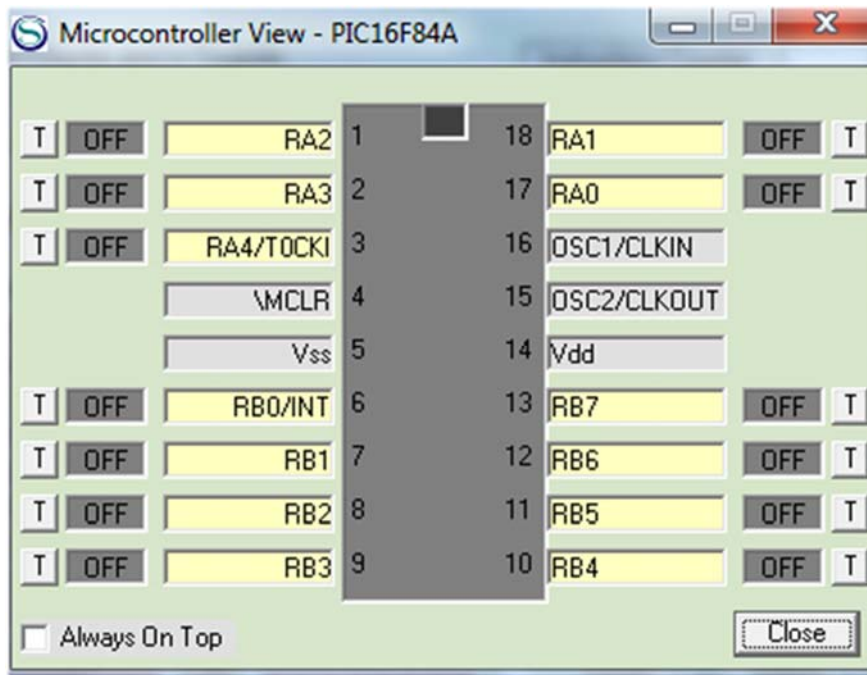 Microcontroller View - PIC16F84A
T OFF RA2 1 18 RA1 OFF T
T OFF RA3 2 17 RA0 OFF T
T OFF RA4/T0CKI 3 16 OSC1/CLKIN
\MCLR 4 15 OSC2/CLKOUT
Vss 5 14 Vdd
T OFF RB0/INT 6 13 RB7 OFF T
T OFF RB1 7 12 RB6 OFF T
T OFF RB2 8 11 RB5 OFF T
T OFF RB3 9 10 RB4 OFF T
Always On Top Close